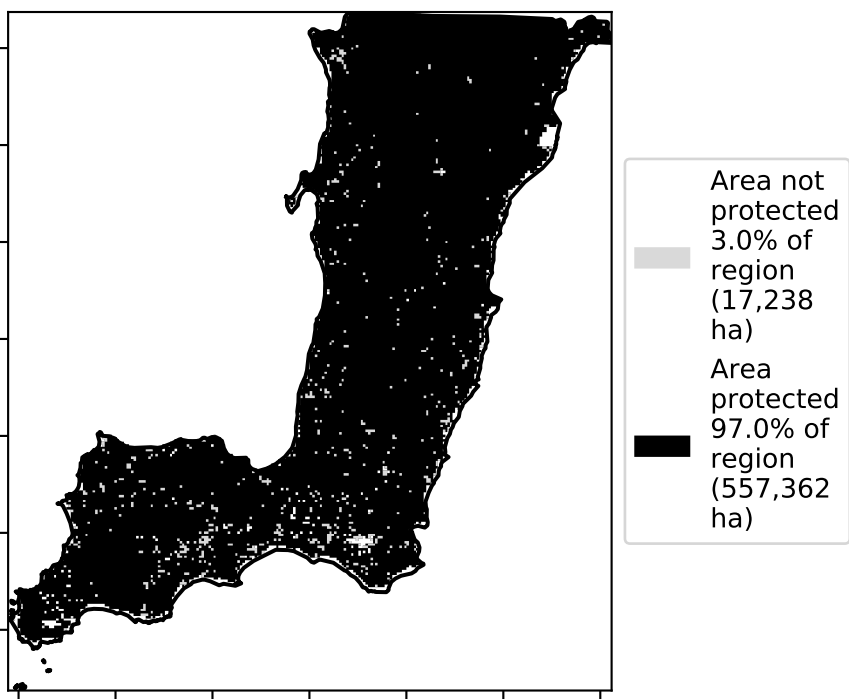 Area not
protected
3.0% of
region
(17,238
ha)
Area
protected
97.0% of
region
(557,362
ha)